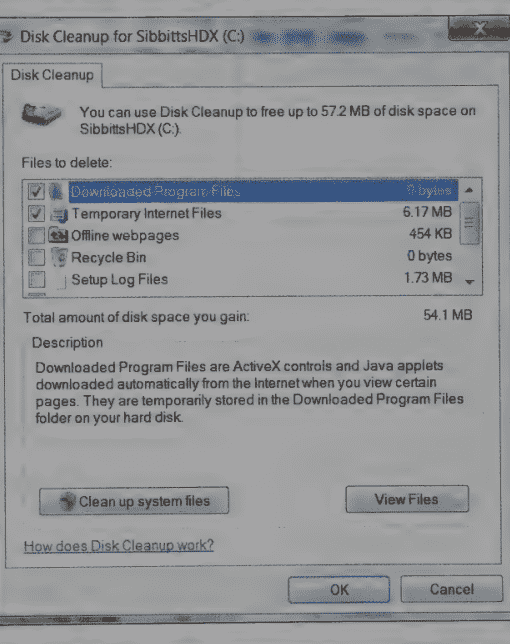 Disk Cleanup for SibbittsHDX (C:)
X
Disk Cleanup
You can use Disk Cleanup to free up to 57.2 MB of disk space on
SibbittsHDX (C:).
Files to delete:
Downloaded Program Files 0 bytes
Temporary Internet Files 6.17 MB
Offline webpages 454 KB
Recycle Bin 0 bytes
Setup Log Files 1.73 MB
Total amount of disk space you gain: 54.1 MB
Description
Downloaded Program Files are ActiveX controls and Java applets
downloaded automatically from the Internet when you view certain
pages. They are temporarily stored in the Downloaded Program Files
folder on your hard disk.
Clean up system files
View Files
How does Disk Cleanup work?
OK
Cancel